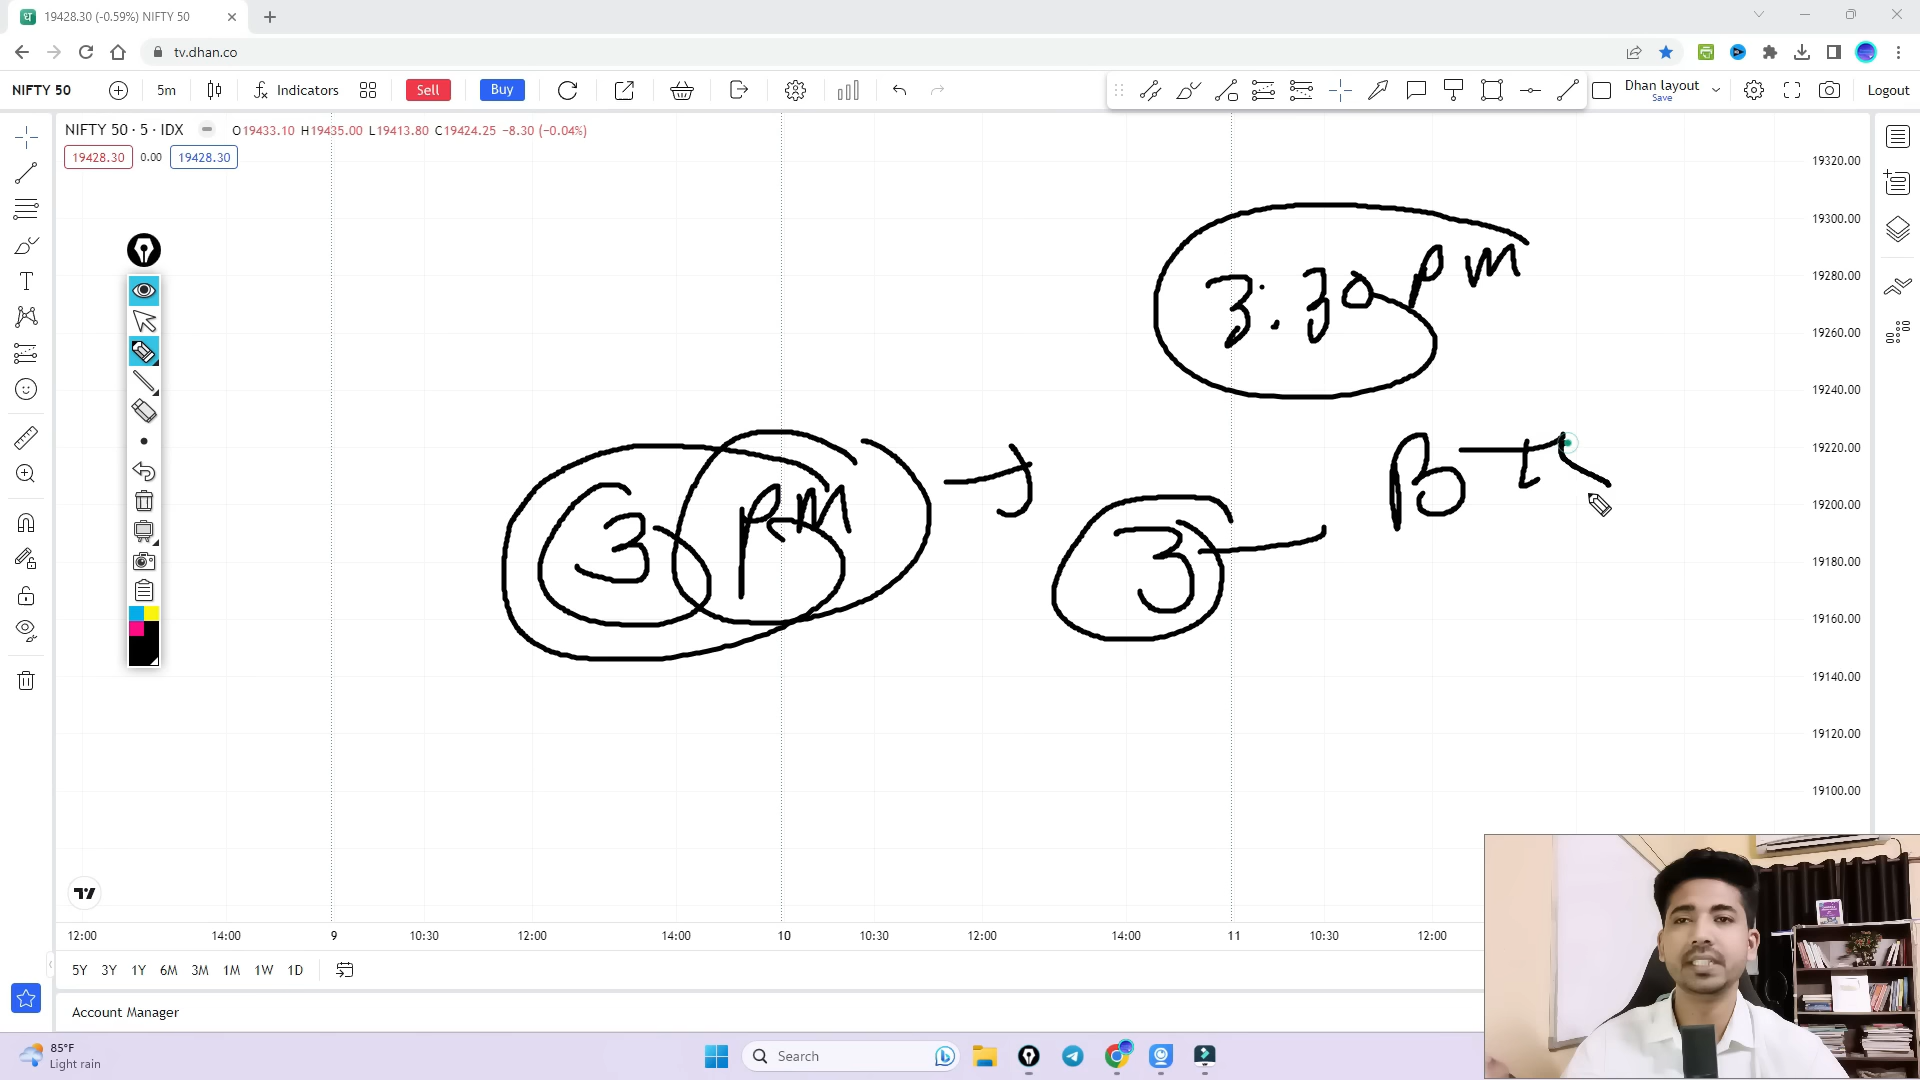 19428.30 (-0.59%) NIFTY 50
tv.dhan.co
NIFTY 50 5m Indicators Sell Buy Dhan layout Save Logout
NIFTY 50 · 5 · IDX O19433.10 H19435.00 L19413.80 C19424.25 −8.30 (−0.04%)
19428.30 0.00 19428.30
19320.00
19300.00
19280.00
19260.00
19240.00
19220.00
19200.00
19180.00
19160.00
19140.00
19120.00
19100.00
3:30 PM
3 PM
3
12:00 14:00 9 10:30 12:00 14:00 10 10:30 12:00 14:00 11 10:30 12:00
5Y 3Y 1Y 6M 3M 1M 1W 1D
Account Manager
85°F
Light rain
Search